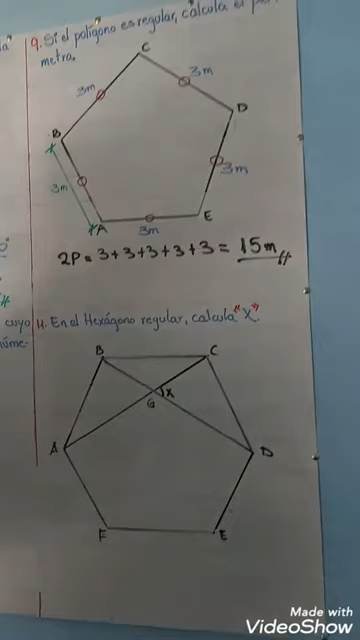 9. Si el polígono es regular, calcula el
metro.
C
3m
3m
D
B
3m
3m
A
E
3m
2P = 3+3+3+3+3 = 15m
cuyo
11. En el Hexágono regular, calcula "X".
B
C
G
X
A
D
F
E
Made with
VideoShow